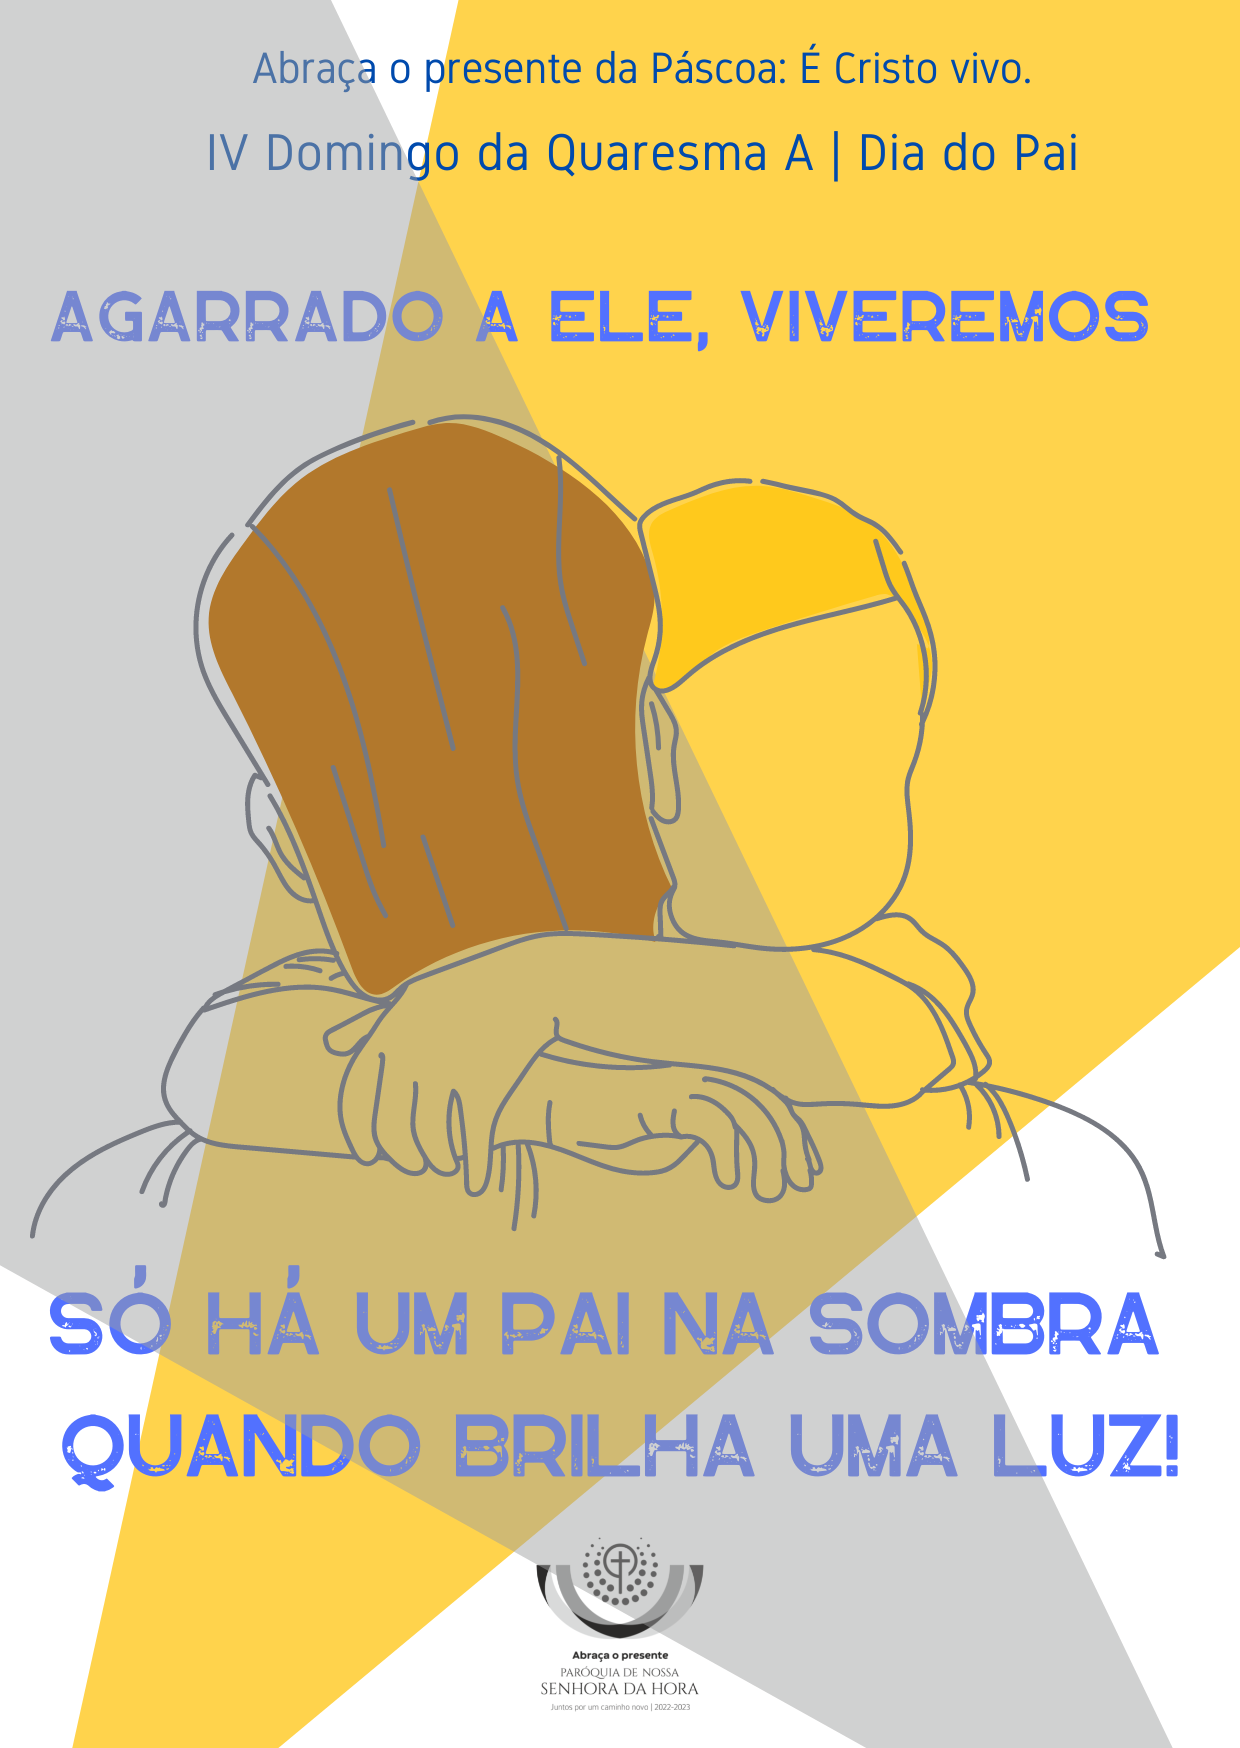 Abraça o presente da Páscoa: É Cristo vivo.
IV Domingo da Quaresma A | Dia do Pai
AGARRADO A ELE, VIVEREMOS
SÓ HÁ UM PAI NA SOMBRA
QUANDO BRILHA UMA LUZ!
Abraça o presente
PARÓQUIA DE NOSSA
SENHORA DA HORA
Juntos por um caminho novo | 2022-2023